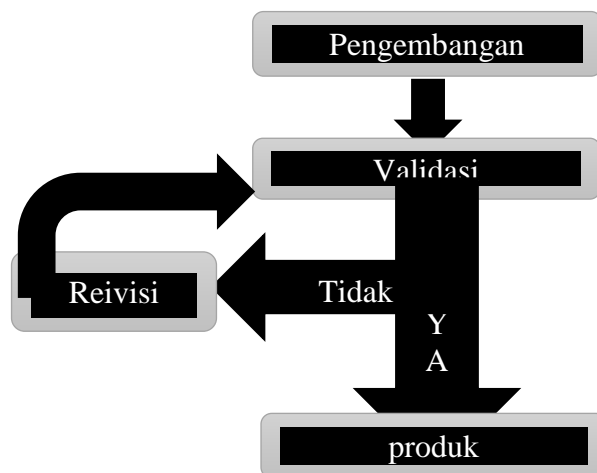 Pengembangan
Validasi
Reivisi
Tidak
Y
A
produk